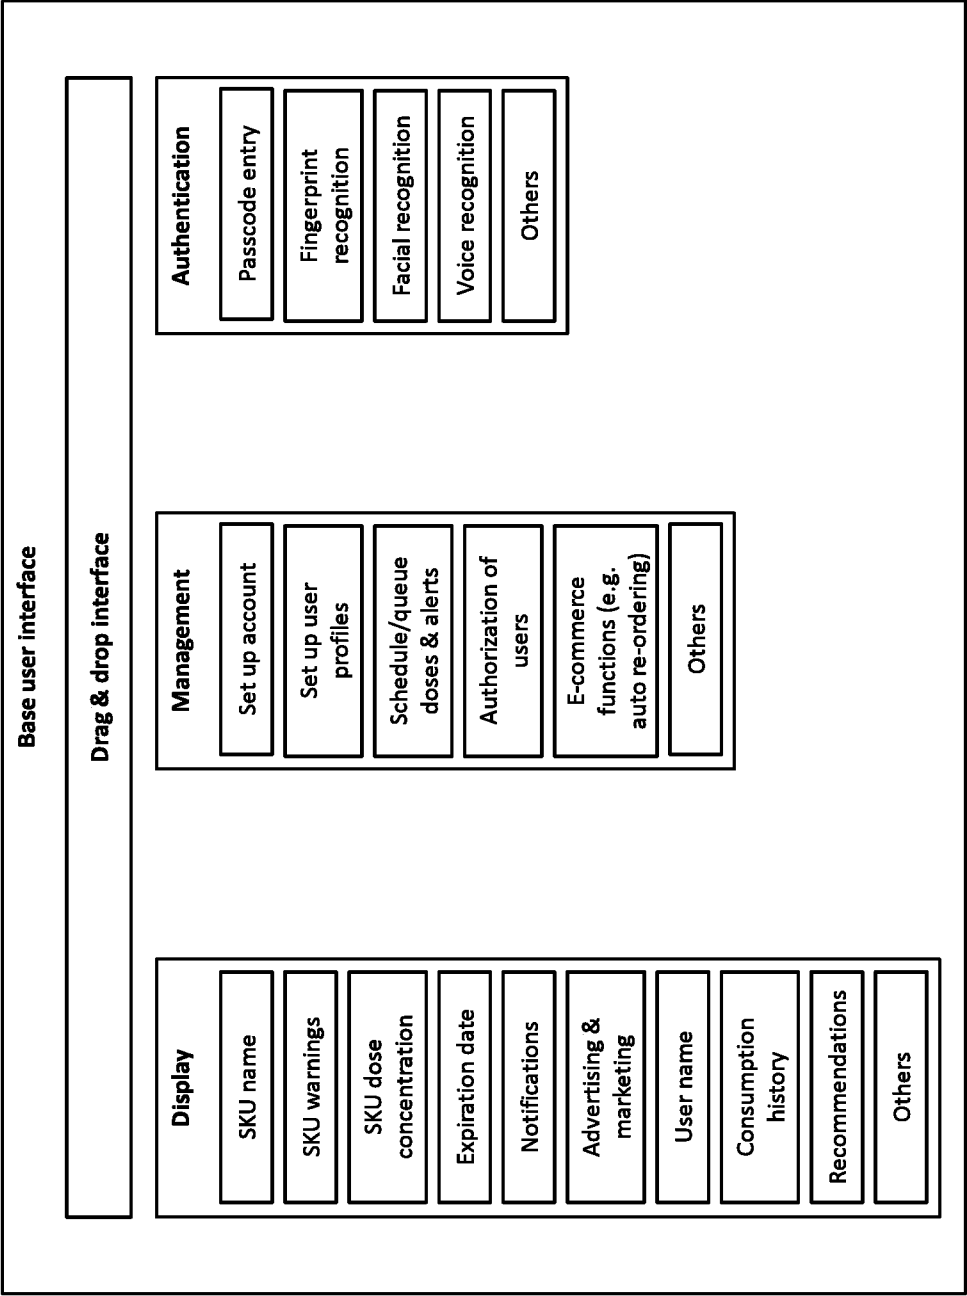 Base user interface
Drag & drop interface
Display
SKU name
SKU warnings
SKU dose
concentration
Expiration date
Notifications
Advertising &
marketing
User name
Consumption
history
Recommendations
Others
Management
Set up account
Set up user
profiles
Schedule/queue
doses & alerts
Authorization of
users
E-commerce
functions (e.g.
auto re-ordering)
Others
Authentication
Passcode entry
Fingerprint
recognition
Facial recognition
Voice recognition
Others